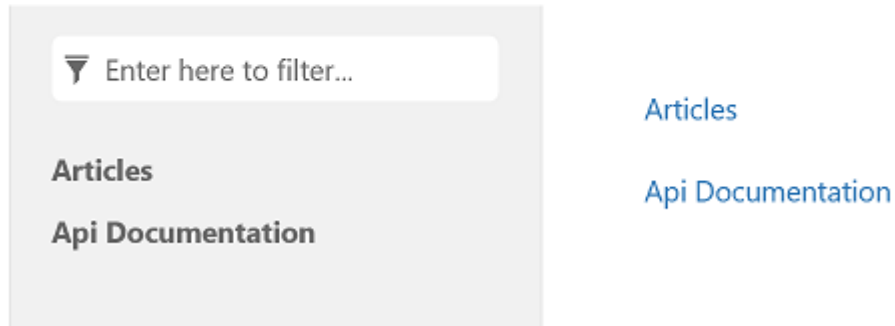 Enter here to filter...
Articles
Api Documentation
Articles
Api Documentation